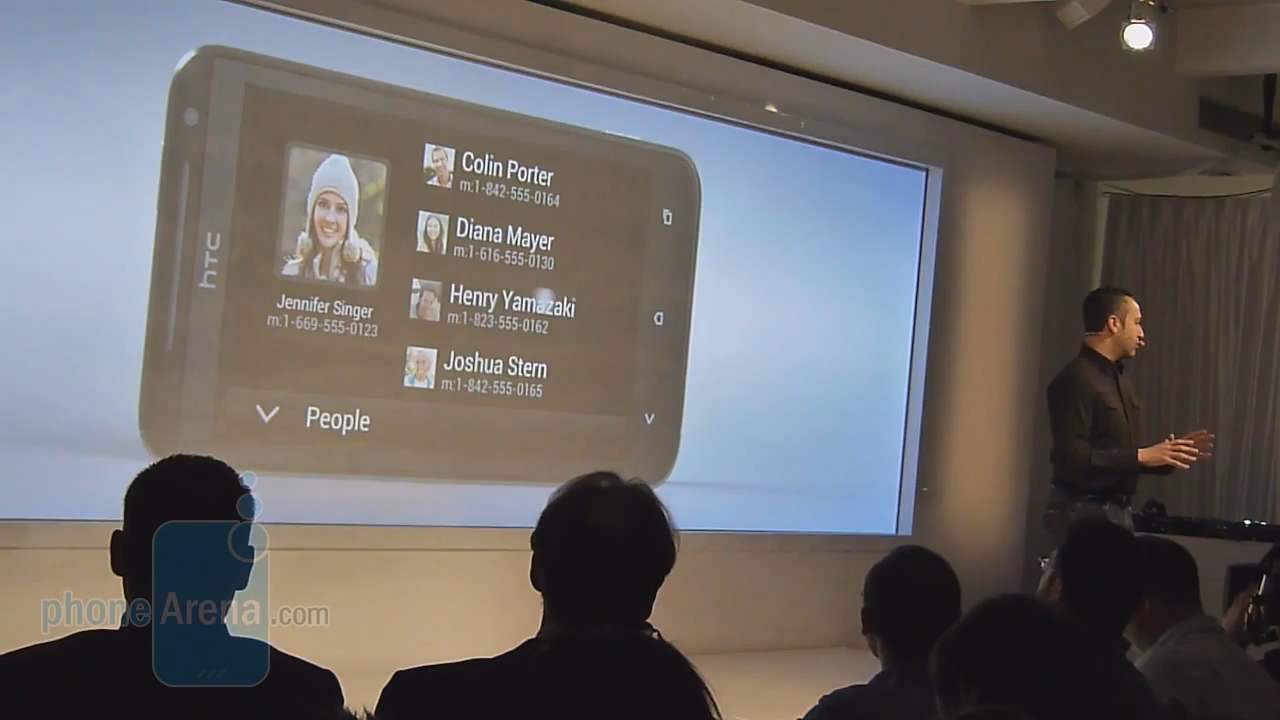 hTC
Jennifer Singer
m:1-669-555-0123
Colin Porter
m:1-842-555-0164
Diana Mayer
m:1-616-555-0130
Henry Yamazaki
m:1-823-555-0162
Joshua Stern
m:1-842-555-0165
People
phoneArena.com